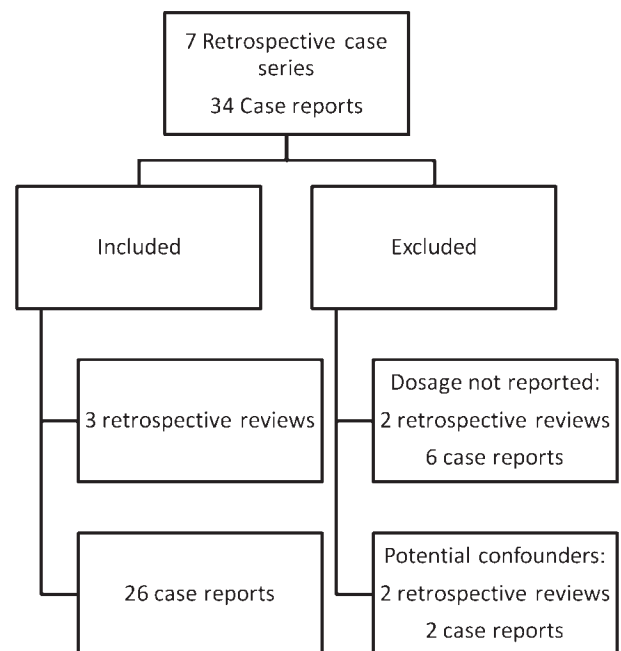 7 Retrospective case
series
34 Case reports
Included
Excluded
3 retrospective reviews
Dosage not reported:
2 retrospective reviews
6 case reports
26 case reports
Potential confounders:
2 retrospective reviews
2 case reports